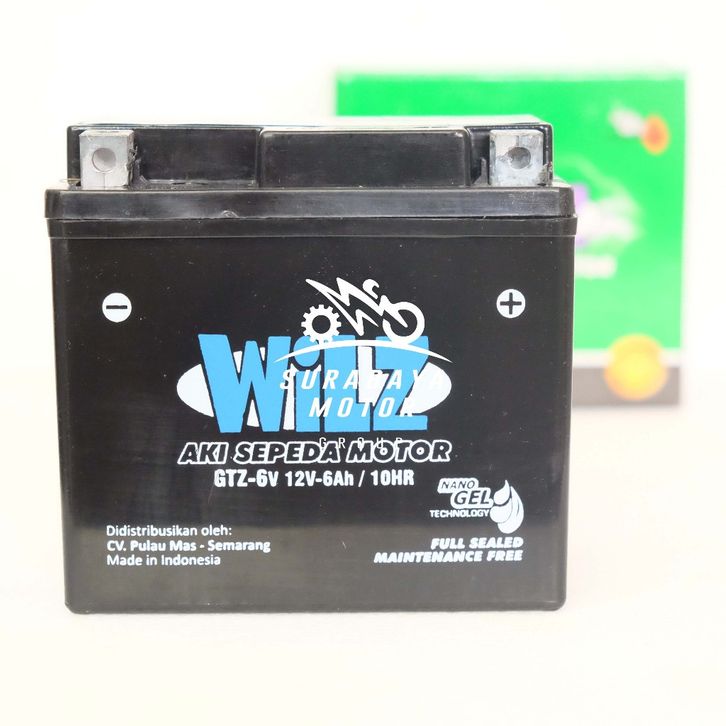 WiLZ
SURABAYA
MOTOR
GROUP
AKI SEPEDA MOTOR
GTZ-6V 12V-6Ah / 10HR
NANO
GEL
TECHNOLOGY
Didistribusikan oleh:
CV. Pulau Mas - Semarang
Made in Indonesia
FULL SEALED
MAINTENANCE FREE